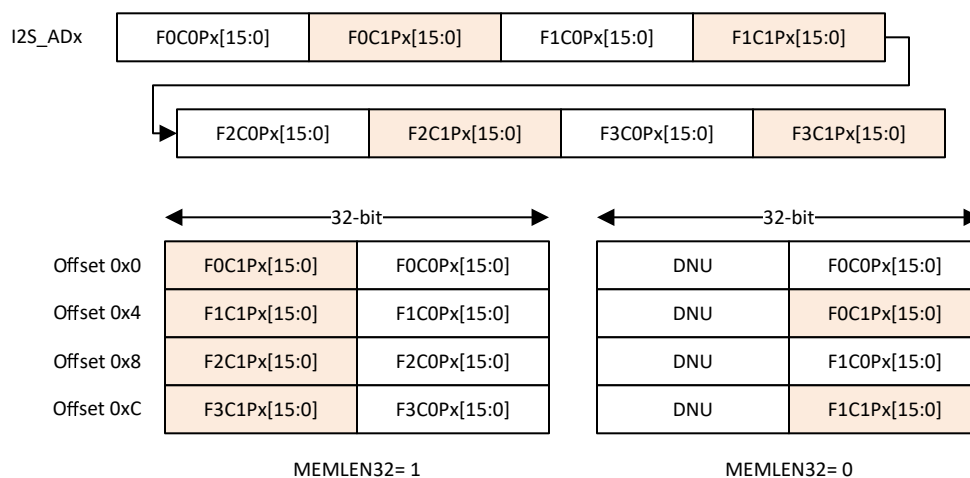 I2S_ADx F0C0Px[15:0] F0C1Px[15:0] F1C0Px[15:0] F1C1Px[15:0]
F2C0Px[15:0] F2C1Px[15:0] F3C0Px[15:0] F3C1Px[15:0]
32-bit 32-bit
Offset 0x0 F0C1Px[15:0] F0C0Px[15:0] DNU F0C0Px[15:0]
Offset 0x4 F1C1Px[15:0] F1C0Px[15:0] DNU F0C1Px[15:0]
Offset 0x8 F2C1Px[15:0] F2C0Px[15:0] DNU F1C0Px[15:0]
Offset 0xC F3C1Px[15:0] F3C0Px[15:0] DNU F1C1Px[15:0]
MEMLEN32= 1 MEMLEN32= 0